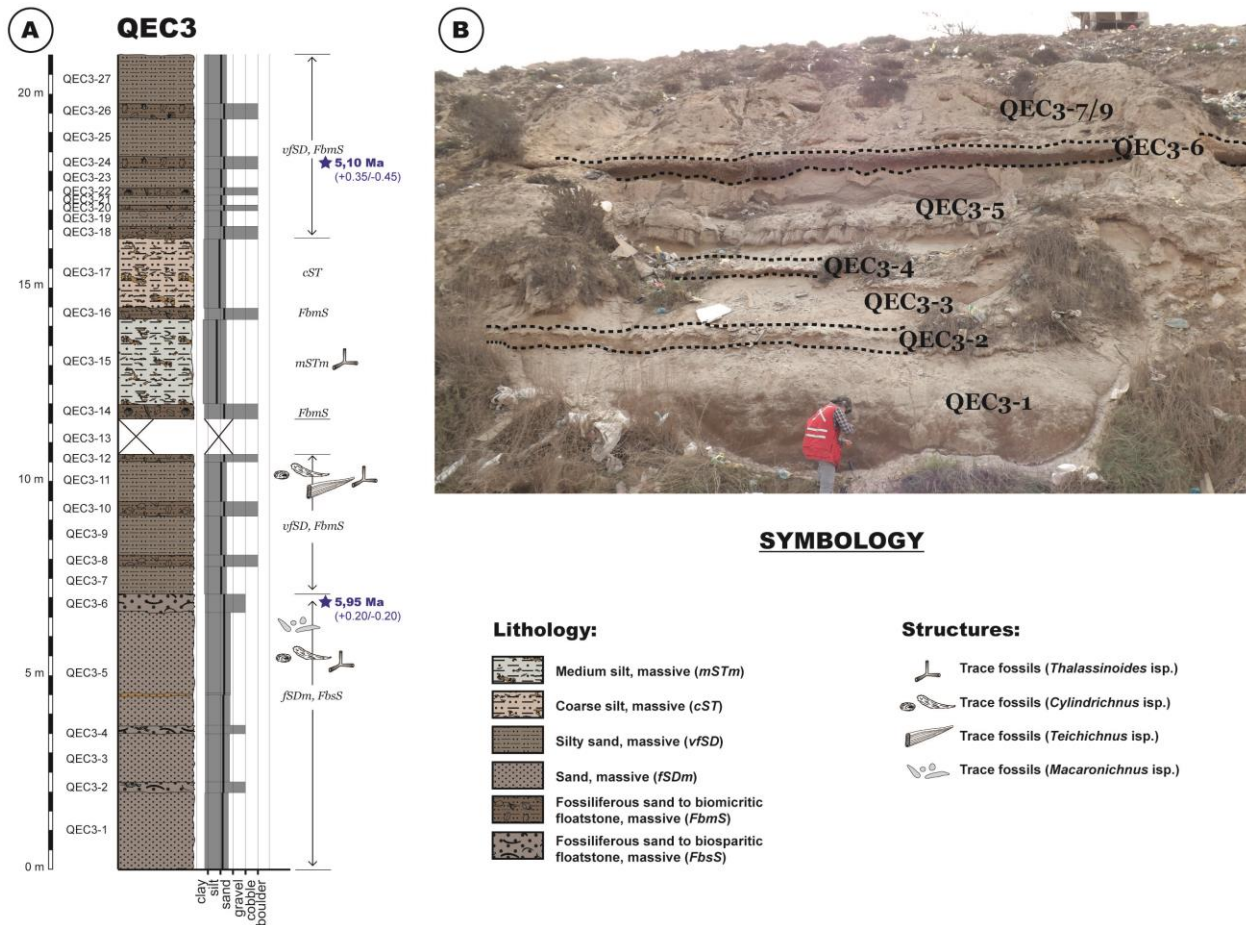 A
QEC3
20 m
15 m
10 m
5 m
0 m
QEC3-27
QEC3-26
QEC3-25
QEC3-24
QEC3-23
QEC3-22
QEC3-21
QEC3-20
QEC3-19
QEC3-18
QEC3-17
QEC3-16
QEC3-15
QEC3-14
QEC3-13
QEC3-12
QEC3-11
QEC3-10
QEC3-9
QEC3-8
QEC3-7
QEC3-6
QEC3-5
QEC3-4
QEC3-3
QEC3-2
QEC3-1
vfSD, FbmS
5,10 Ma
(+0.35/-0.45)
cST
FbmS
mSTm
FbmS
vfSD, FbmS
5,95 Ma
(+0.20/-0.20)
fSDm, FbsS
clay
silt
sand
gravel
cobble
boulder
B
QEC3-7/9
QEC3-6
QEC3-5
QEC3-4
QEC3-3
QEC3-2
QEC3-1
SYMBOLOGY
Lithology:
Medium silt, massive (mSTm)
Coarse silt, massive (cST)
Silty sand, massive (vfSD)
Sand, massive (fSDm)
Fossiliferous sand to biomicritic
floatstone, massive (FbmS)
Fossiliferous sand to biosparitic
floatstone, massive (FbsS)
Structures:
Trace fossils (Thalassinoides isp.)
Trace fossils (Cylindrichnus isp.)
Trace fossils (Teichichnus isp.)
Trace fossils (Macaronichnus isp.)